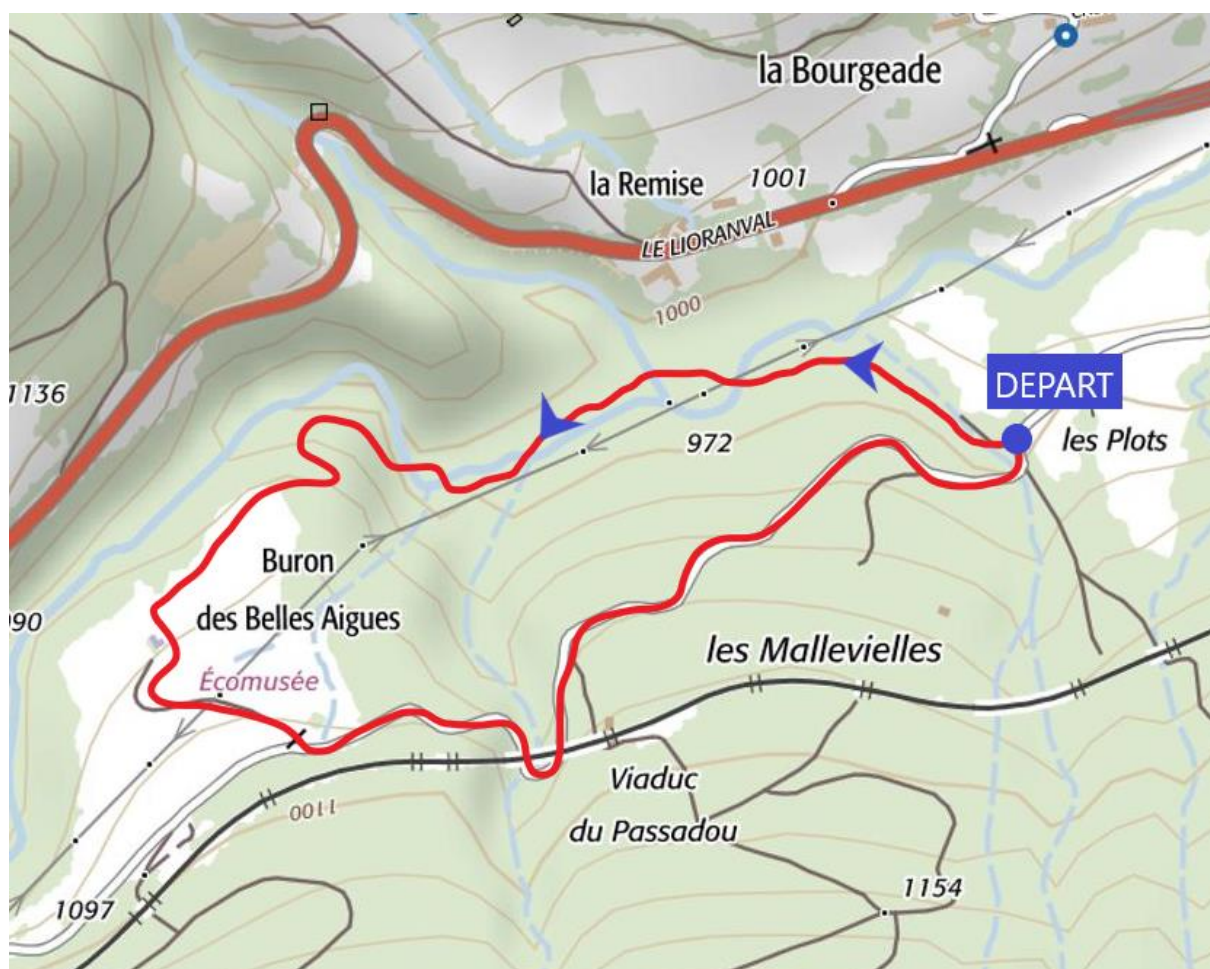 la Bourgeade
la Remise
1001
LE LIORANVAL
1000
1136
DEPART
les Plots
972
Buron
des Belles Aigues
Écomusée
les Mallevielles
Viaduc
du Passadou
1100
1154
1097